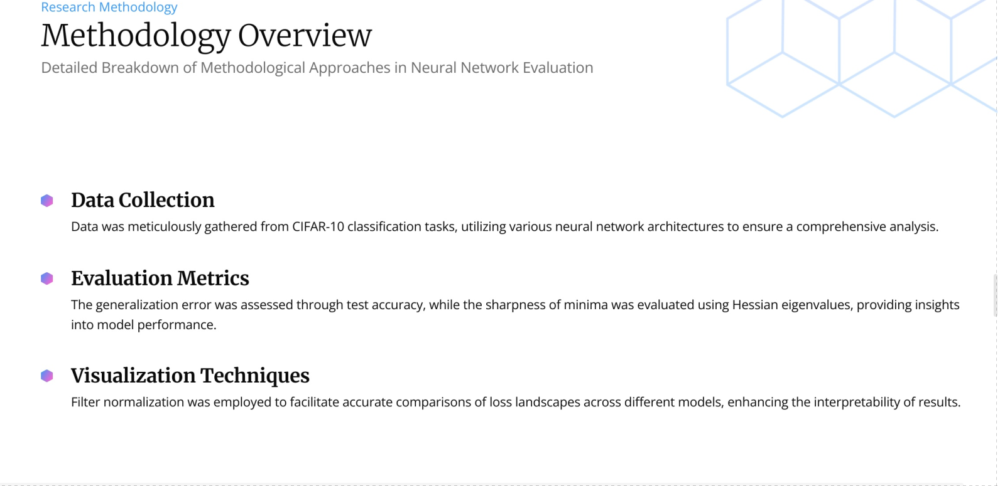 Research Methodology
Methodology Overview
Detailed Breakdown of Methodological Approaches in Neural Network Evaluation
Data Collection
Data was meticulously gathered from CIFAR-10 classification tasks, utilizing various neural network architectures to ensure a comprehensive analysis.
Evaluation Metrics
The generalization error was assessed through test accuracy, while the sharpness of minima was evaluated using Hessian eigenvalues, providing insights
into model performance.
Visualization Techniques
Filter normalization was employed to facilitate accurate comparisons of loss landscapes across different models, enhancing the interpretability of results.